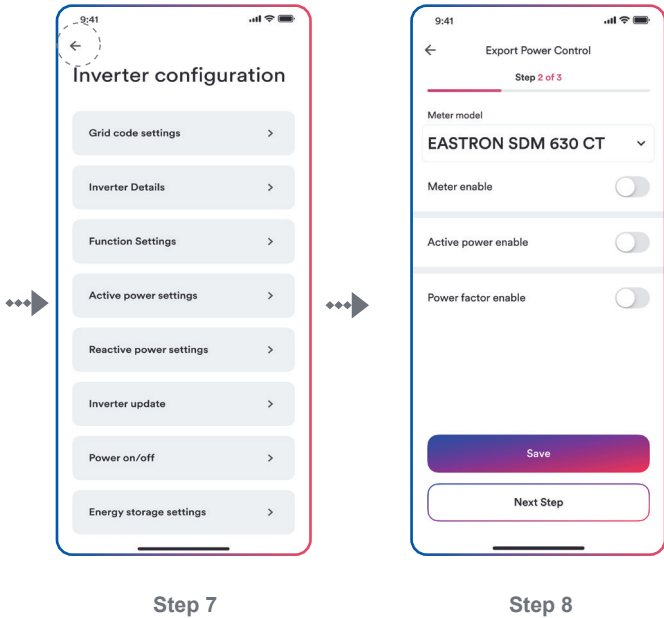 9:41
Inverter configuration
Grid code settings
Inverter Details
Function Settings
Active power settings
Reactive power settings
Inverter update
Power on/off
Energy storage settings
Step 7
9:41
Export Power Control
Step 2 of 3
Meter model
EASTRON SDM 630 CT
Meter enable
Active power enable
Power factor enable
Save
Next Step
Step 8